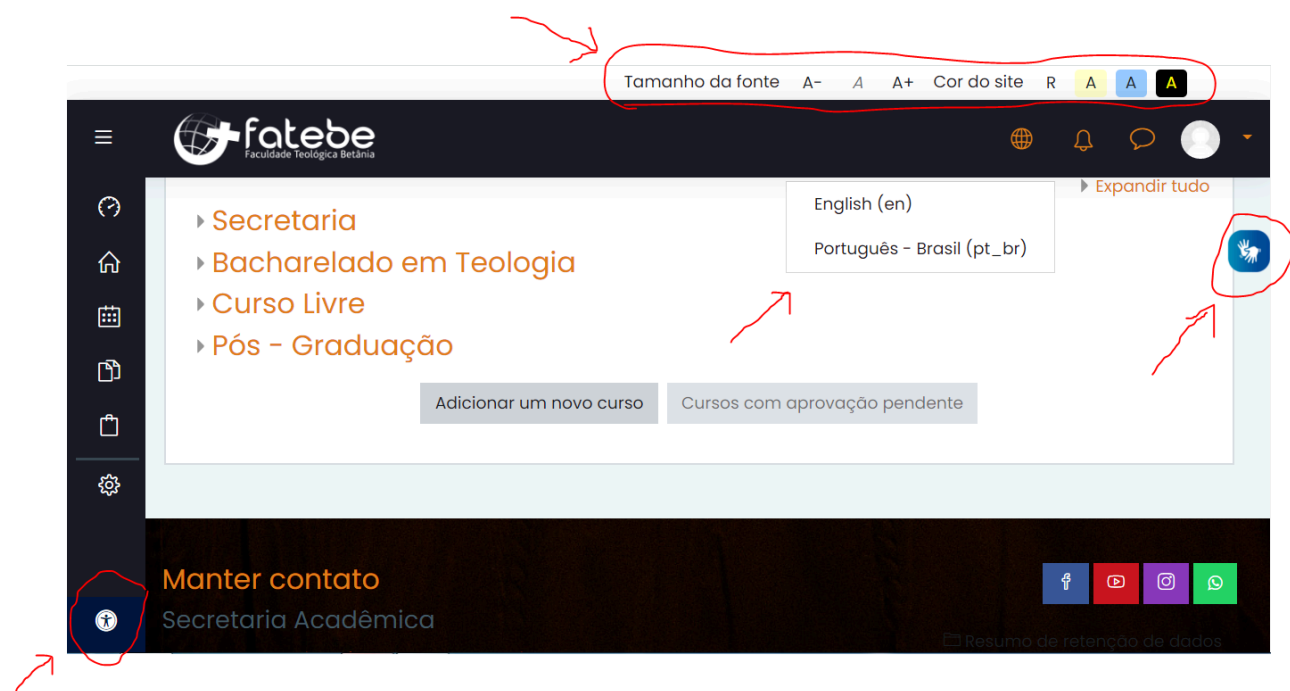 Tamanho da fonte A- A A+ Cor do site R A A A
fatebe
Faculdade Teológica Betânia
Expandir tudo
Secretaria
Bacharelado em Teologia
Curso Livre
Pós - Graduação
English (en)
Português - Brasil (pt_br)
Adicionar um novo curso Cursos com aprovação pendente
Manter contato
Secretaria Acadêmica
Resumo de retenção de dados